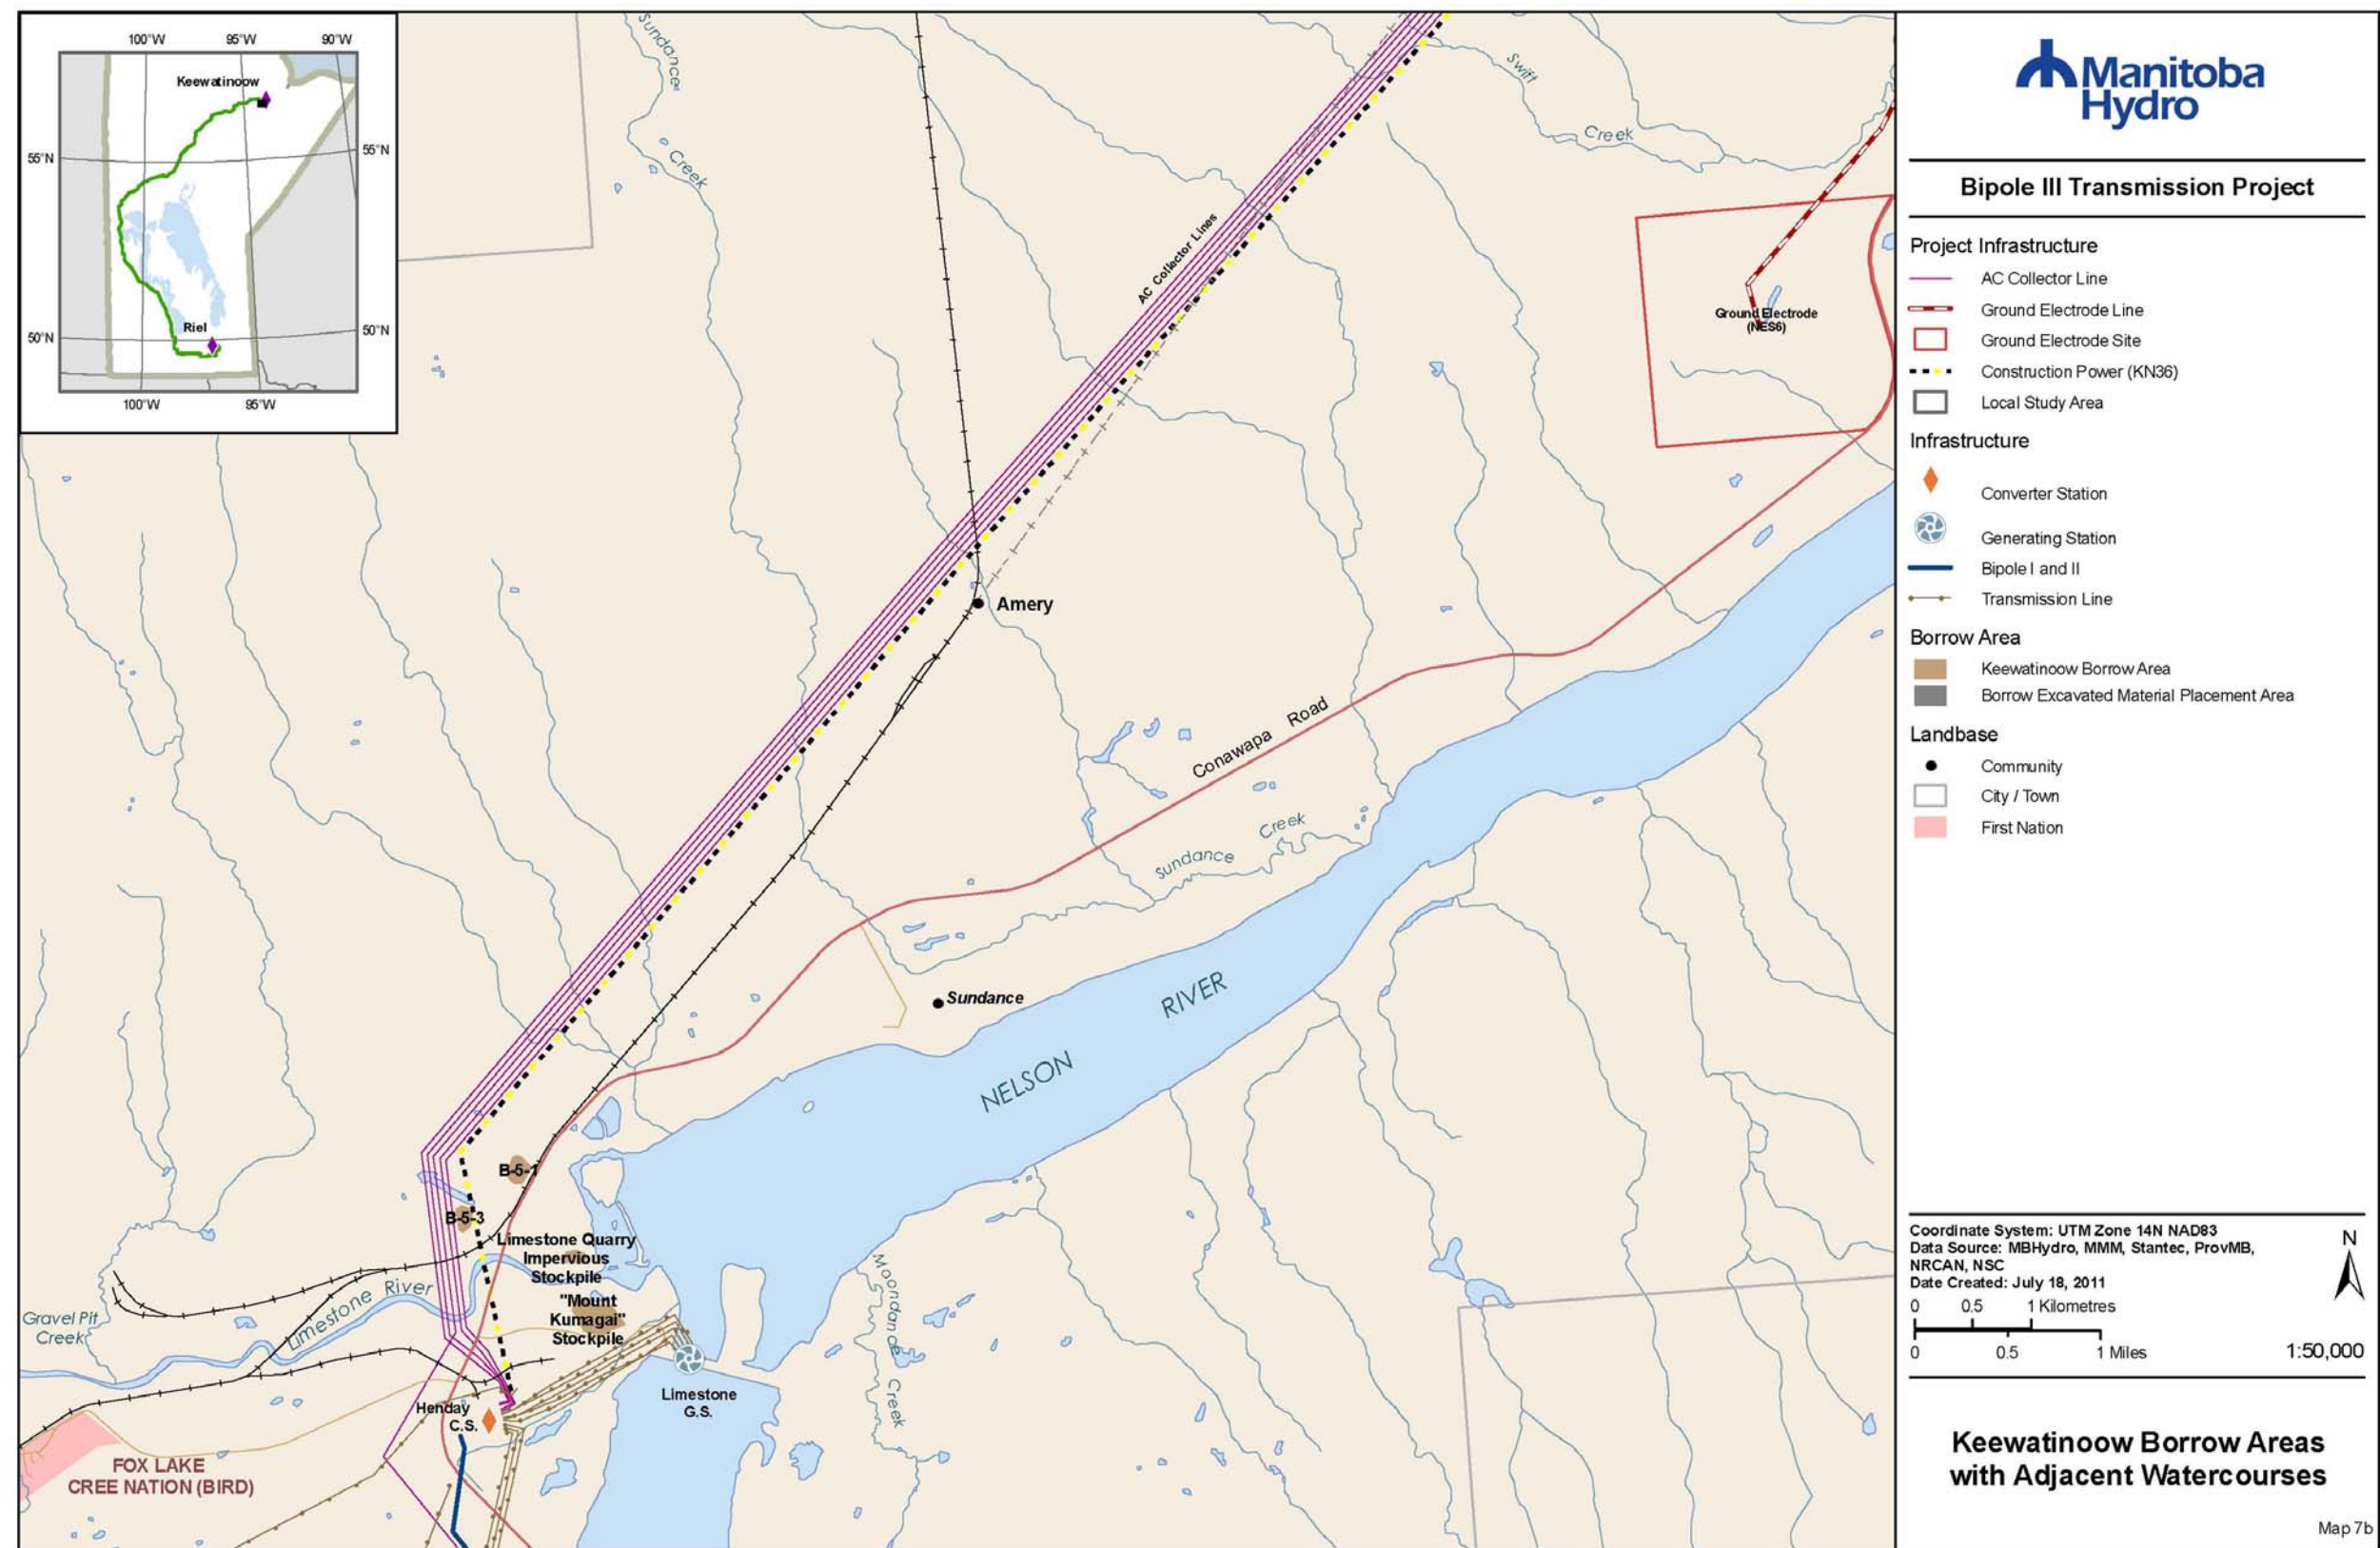 100°W 95°W 90°W
Keewatinoow
55°N 55°N
Riel
50°N 50°N
100°W 95°W
Sundance
Creek
Swift
Creek
AC Collector Lines
Ground Electrode
(NES6)
Amery
Conawapa Road
Sundance Creek
Sundance
NELSON RIVER
B-5-1
B-5-3
Limestone Quarry
Impervious
Stockpile
"Mount
Kumagai"
Stockpile
Limestone River
Gravel Pit
Creek
Moondance Creek
Limestone
G.S.
Henday
C.S.
FOX LAKE
CREE NATION (BIRD)
Manitoba
Hydro
Bipole III Transmission Project
Project Infrastructure
AC Collector Line
Ground Electrode Line
Ground Electrode Site
Construction Power (KN36)
Local Study Area
Infrastructure
Converter Station
Generating Station
Bipole I and II
Transmission Line
Borrow Area
Keewatinoow Borrow Area
Borrow Excavated Material Placement Area
Landbase
Community
City / Town
First Nation
Coordinate System: UTM Zone 14N NAD83
Data Source: MBHydro, MMM, Stantec, ProvMB,
NRCAN, NSC
Date Created: July 18, 2011
N
0 0.5 1 Kilometres
0 0.5 1 Miles
1:50,000
Keewatinoow Borrow Areas
with Adjacent Watercourses
Map 7b